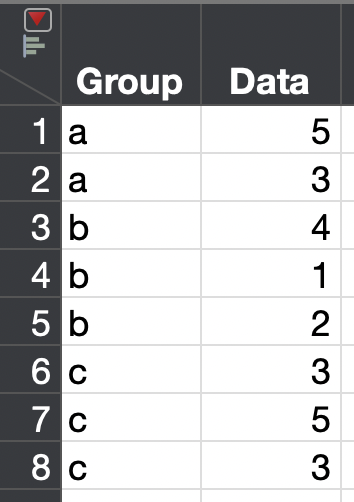 Group Data
1 a 5
2 a 3
3 b 4
4 b 1
5 b 2
6 c 3
7 c 5
8 c 3